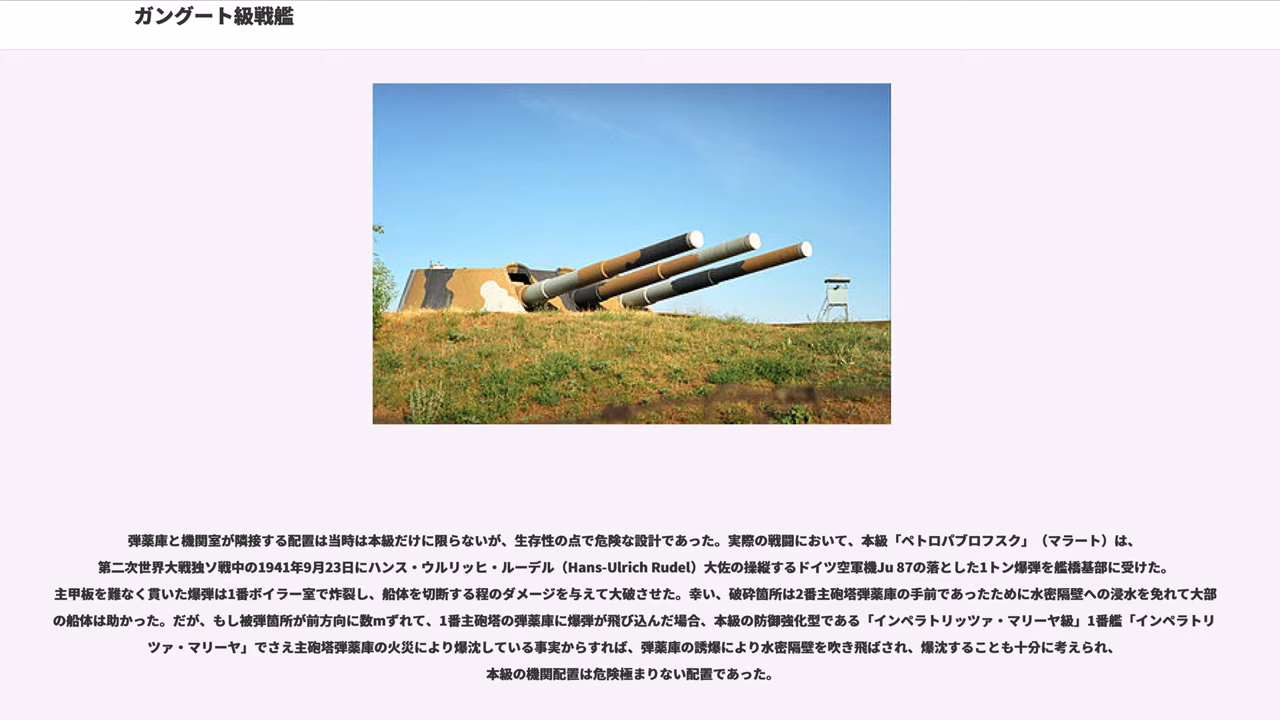 ガングート級戦艦
弾薬庫と機関室が隣接する配置は当時は本級だけに限らないが、生存性の点で危険な設計であった。実際の戦闘において、本級「ペトロパブロフスク」（マラート）は、
第二次世界大戦独ソ戦中の1941年9月23日にハンス・ウルリッヒ・ルーデル（Hans-Ulrich Rudel）大佐の操縦するドイツ空軍機Ju 87の落とした1トン爆弾を艦橋基部に受けた。
主甲板を難なく貫いた爆弾は1番ボイラー室で炸裂し、船体を切断する程のダメージを与えて大破させた。幸い、破砕箇所は2番主砲塔弾薬庫の手前であったために水密隔壁への浸水を免れて大部
の船体は助かった。だが、もし被弾箇所が前方向に数mずれて、1番主砲塔の弾薬庫に爆弾が飛び込んだ場合、本級の防御強化型である「インペラトリッツァ・マリーヤ級」1番艦「インペラトリ
ツァ・マリーヤ」でさえ主砲塔弾薬庫の火災により爆沈している事実からすれば、弾薬庫の誘爆により水密隔壁を吹き飛ばされ、爆沈することも十分に考えられ、
本級の機関配置は危険極まりない配置であった。